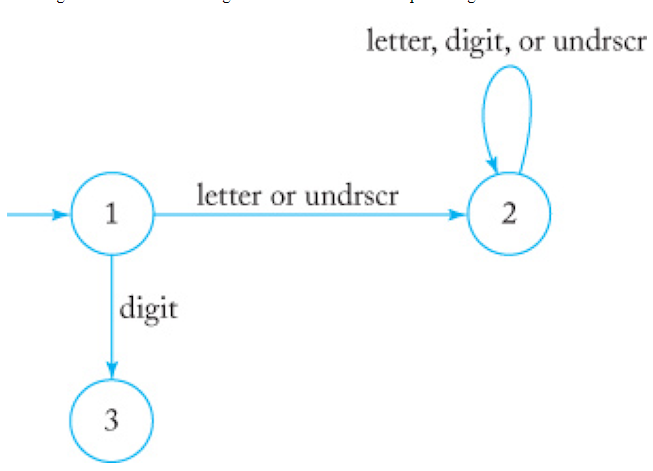 letter, digit, or undrscr
letter or undrscr
1
2
digit
3